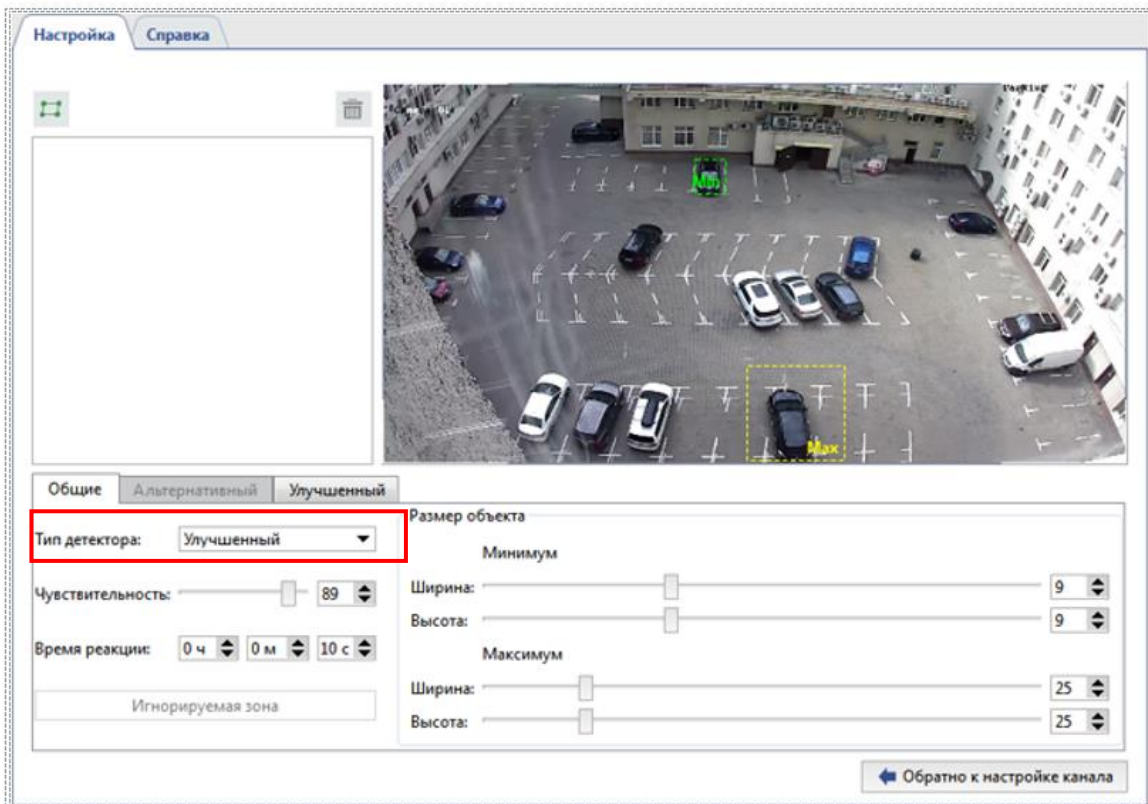 Настройка Справка
Min
Max
Общие Альтернативный Улучшенный
Тип детектора: Улучшенный
Размер объекта
Минимум
Чувствительность: 89
Ширина: 9
Высота: 9
Время реакции: 0 ч 0 м 10 с
Максимум
Игнорируемая зона
Ширина: 25
Высота: 25
Обратно к настройке канала